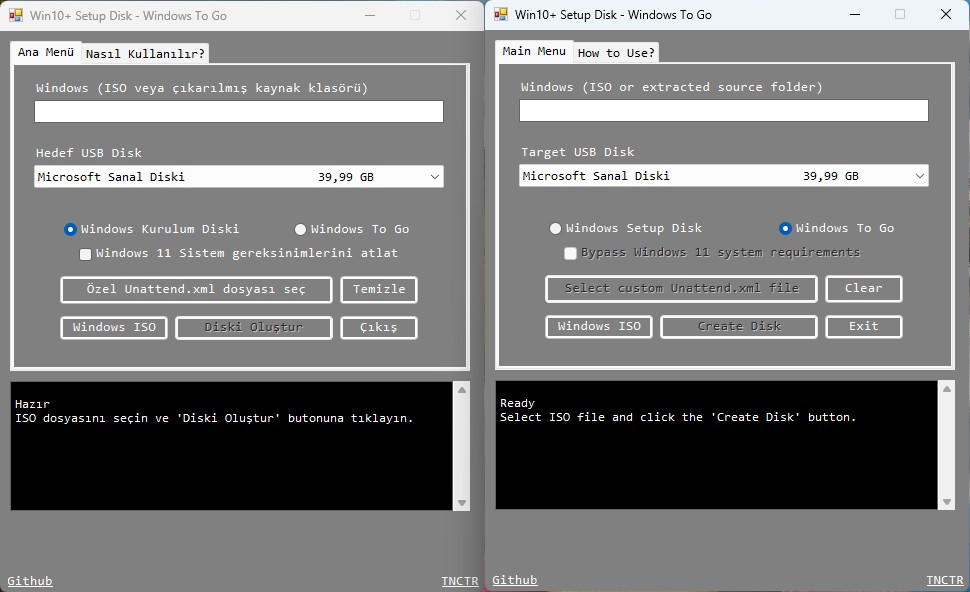 Win10+ Setup Disk - Windows To Go
Ana Menü
Nasıl Kullanılır?
Windows (ISO veya çıkarılmış kaynak klasörü)
Hedef USB Disk
Microsoft Sanal Diski 39,99 GB
Windows Kurulum Diski
Windows To Go
Windows 11 Sistem gereksinimlerini atlat
Özel Unattend.xml dosyası seç
Temizle
Windows ISO
Diski Oluştur
Çıkış
Hazır
ISO dosyasını seçin ve 'Diski Oluştur' butonuna tıklayın.
Github
TNCTR
Win10+ Setup Disk - Windows To Go
Main Menu
How to Use?
Windows (ISO or extracted source folder)
Target USB Disk
Microsoft Sanal Diski 39,99 GB
Windows Setup Disk
Windows To Go
Bypass Windows 11 system requirements
Select custom Unattend.xml file
Clear
Windows ISO
Create Disk
Exit
Ready
Select ISO file and click the 'Create Disk' button.
Github
TNCTR